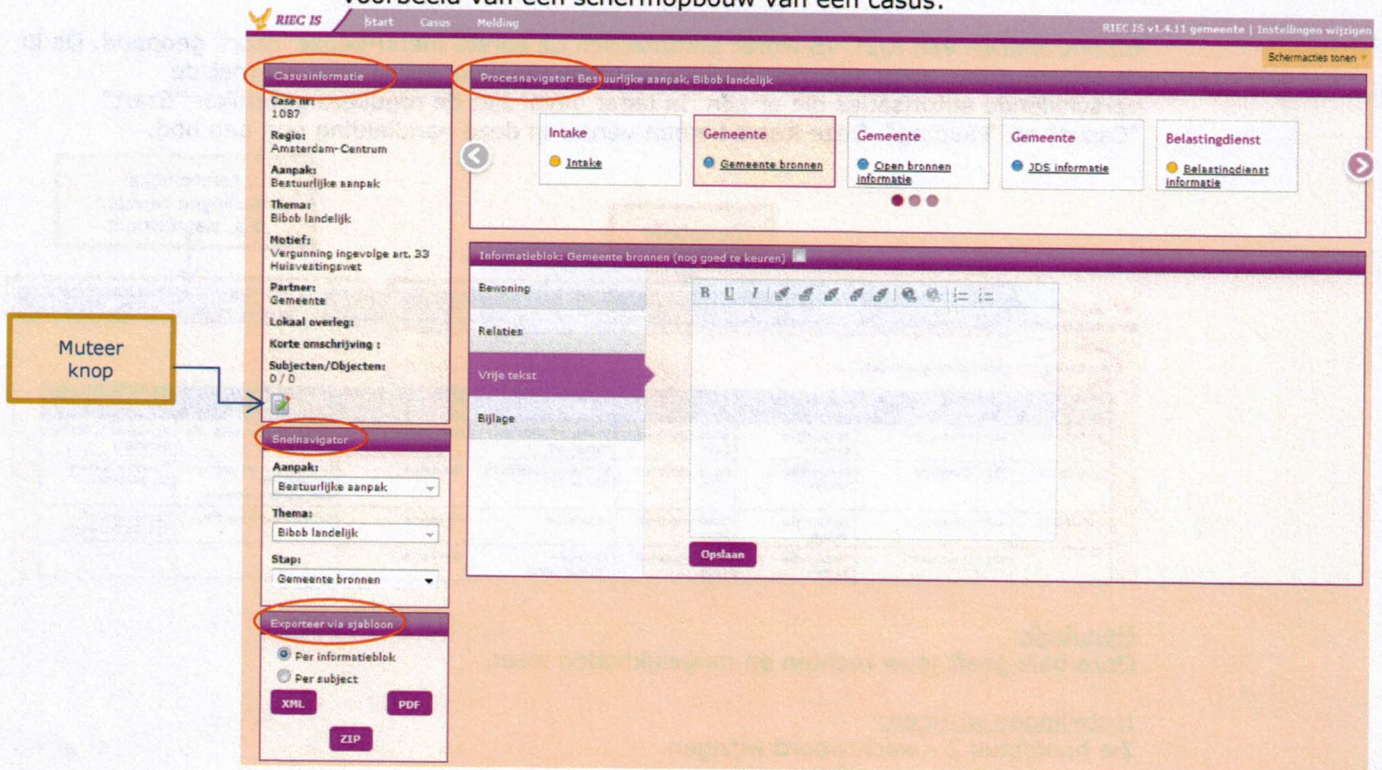 voorbeeld van een schermopbouw van een casus:
RIEC IS Start Casus Melding
RIEC IS v1.4.11 gemeente | Instellingen wijzigen
Schermacties tonen
Casusinformatie
Case nr:
1087
Regio:
Amsterdam-Centrum
Aanpak:
Bestuurlijke aanpak
Thema:
Bibob landelijk
Motief:
Vergunning ingevolge art. 33
Huisvestingswet
Partner:
Gemeente
Lokaal overleg:
Korte omschrijving :
Subjecten/Objecten:
0 / 0
Muteer
knop
Snelnavigator
Aanpak:
Bestuurlijke aanpak
Thema:
Bibob landelijk
Stap:
Gemeente bronnen
Exporteer via sjabloon
Per informatieblok
Per subject
XML PDF
ZIP
Procesnavigator: Bestuurlijke aanpak, Bibob landelijk
Intake
Intake
Gemeente
Gemeente bronnen
Gemeente
Open bronnen
informatie
Gemeente
JDS informatie
Belastingdienst
Belastingdienst
informatie
Informatieblok: Gemeente bronnen (nog goed te keuren)
Bewoning
Relaties
Vrije tekst
Bijlage
B U I
Opslaan